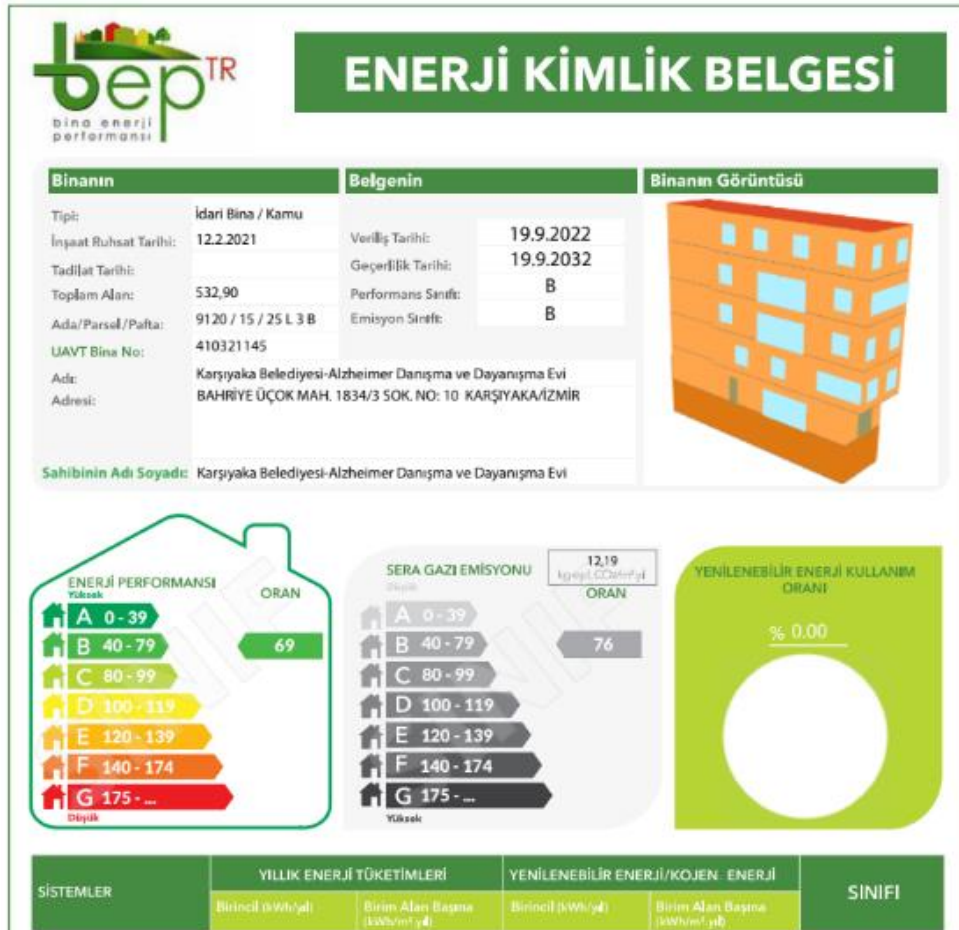 bep TR
bina enerji
performansı
ENERJİ KİMLİK BELGESİ
Binanın
Tipi: İdari Bina / Kamu
İnşaat Ruhsat Tarihi: 12.2.2021
Tadilat Tarihi:
Toplam Alan: 532,90
Ada/Parsel/Pafta: 9120 / 15 / 25 L 3 B
UAVT Bina No: 410321145
Adı: Karşıyaka Belediyesi-Alzheimer Danışma ve Dayanışma Evi
Adresi: BAHRİYE ÜÇOK MAH. 1834/3 SOK. NO: 10 KARŞIYAKA/İZMİR
Sahibinin Adı Soyadı: Karşıyaka Belediyesi-Alzheimer Danışma ve Dayanışma Evi
Belgenin
Veriliş Tarihi: 19.9.2022
Geçerlilik Tarihi: 19.9.2032
Performans Sınıfı: B
Emisyon Sınıfı: B
Binanın Görüntüsü
ENERJİ PERFORMANSI
Yüksek
ORAN
A 0 - 39
B 40 - 79 69
C 80 - 99
D 100 - 119
E 120 - 139
F 140 - 174
G 175 - ...
Düşük
SERA GAZI EMİSYONU
12,19
Düşük
ORAN
A 0 - 39
B 40 - 79 76
C 80 - 99
D 100 - 119
E 120 - 139
F 140 - 174
G 175 - ...
Yüksek
YENİLENEBİLİR ENERJİ KULLANIM
ORANI
% 0.00
SİSTEMLER
YILLIK ENERJİ TÜKETİMLERİ
YENİLENEBİLİR ENERJİ/KOJEN. ENERJİ
SINIFI
Birincil (kWh/yıl)
Birim Alan Başına
(kWh/m².yıl)
Birincil (kWh/yıl)
Birim Alan Başına
(kWh/m².yıl)